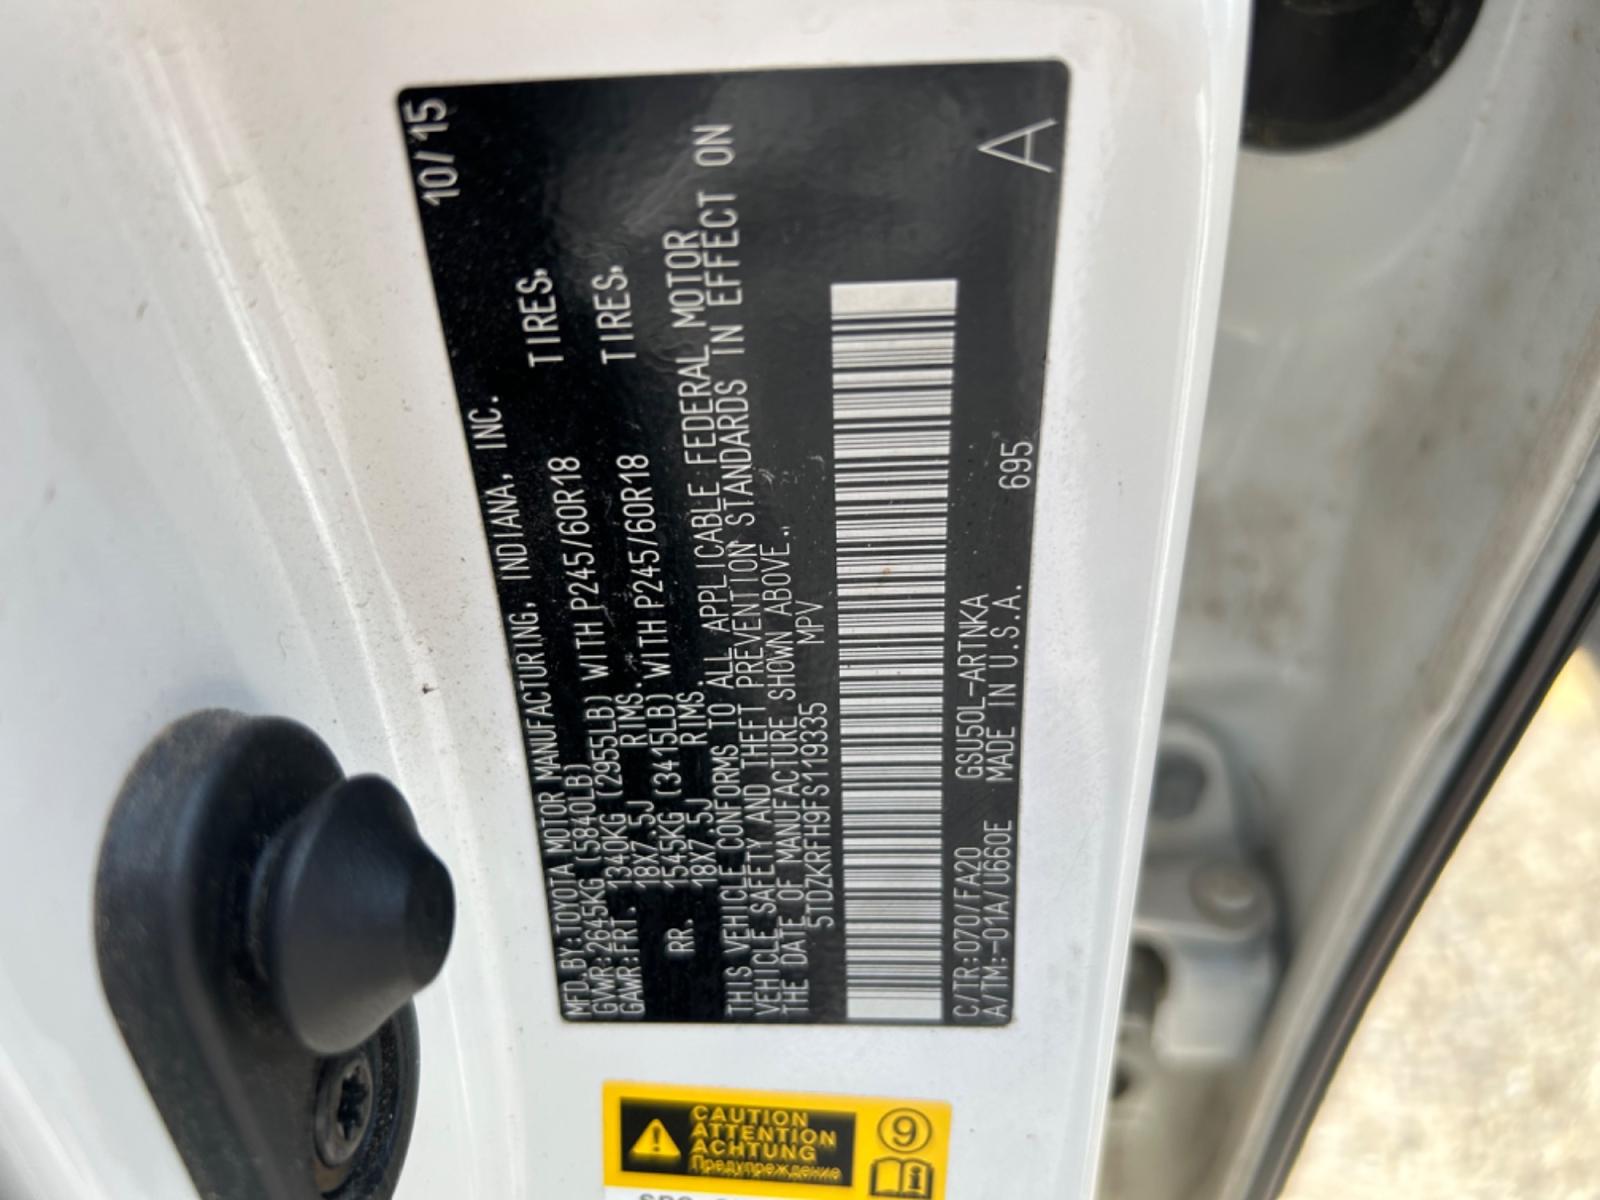 MFD.BY:TOYOTA MOTOR MANUFACTURING, INDIANA, INC. 10/15
GVWR:2645KG (5840LB)
GAWR:FRT. 1340KG (2955LB) WITH P245/60R18 TIRES,
18X7.5J RIMS.
RR. 1545KG (3415LB) WITH P245/60R18 TIRES,
18X7.5J RIMS.
THIS VEHICLE CONFORMS TO ALL APPLICABLE FEDERAL MOTOR
VEHICLE SAFETY AND THEFT PREVENTION STANDARDS IN EFFECT ON
THE DATE OF MANUFACTURE SHOWN ABOVE.
5TDZKRFH9FS119335 MPV
C/TR:070/FA20 GSU50L-ARTNKA
A/TM:-01A/U660E MADE IN U.S.A. 695
A
CAUTION
ATTENTION
ACHTUNG
Предупреждение
9